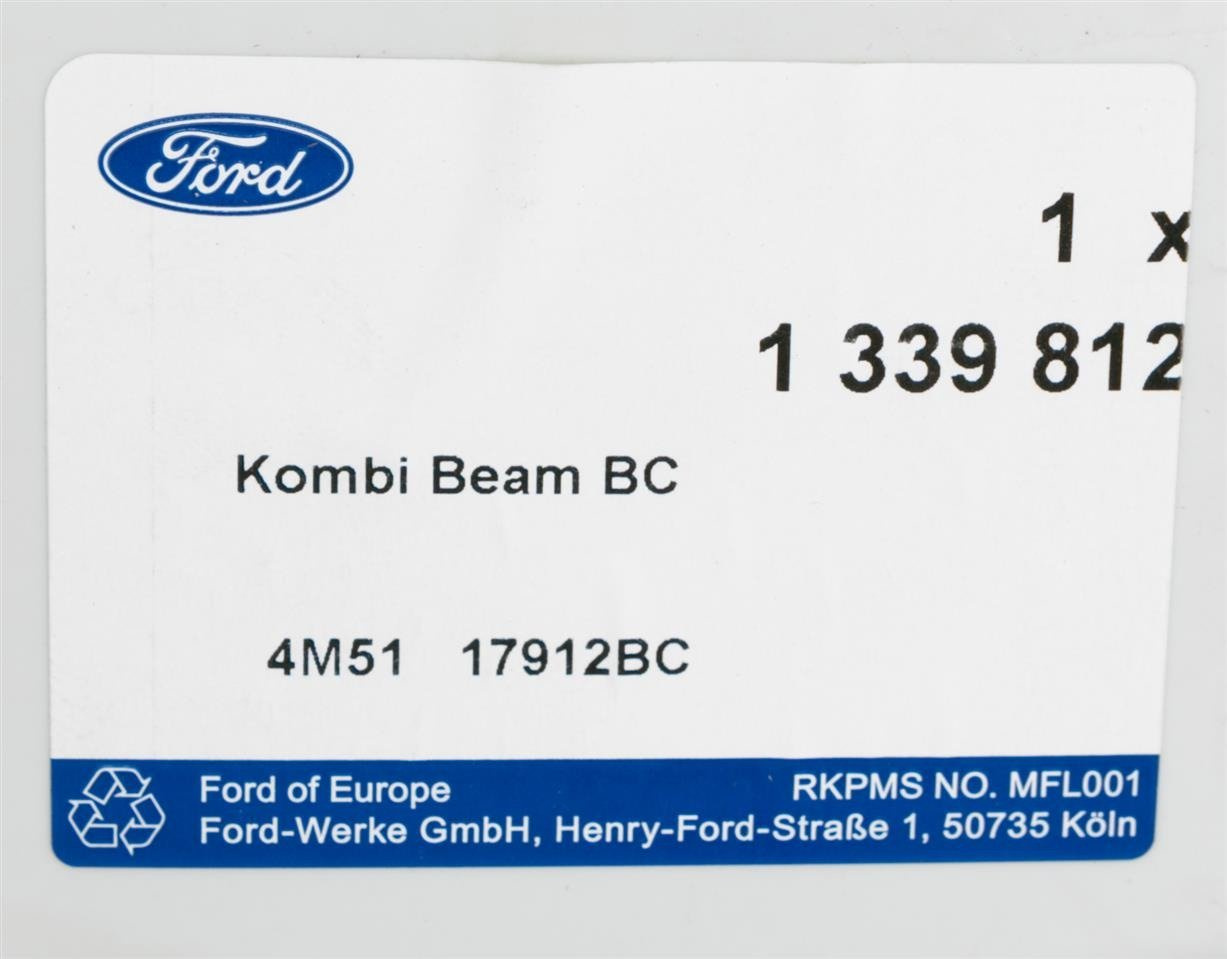 Ford
1 x
1 339 812
Kombi Beam BC
4M51 17912BC
Ford of Europe
RKPMS NO. MFL001
Ford-Werke GmbH, Henry-Ford-Straße 1, 50735 Köln